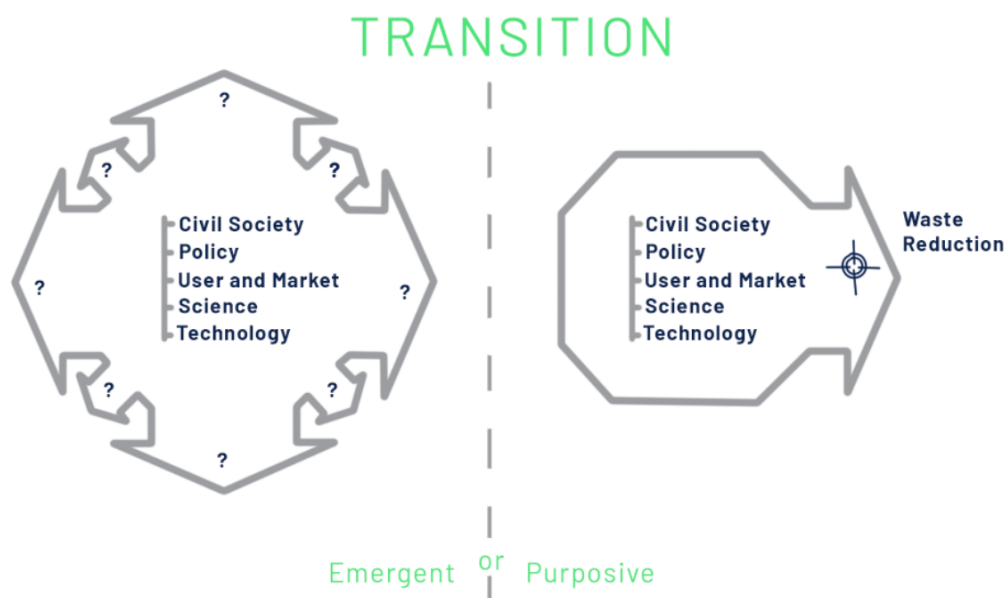 TRANSITION
?
?
?
?
?
?
?
?
Civil Society
Policy
User and Market
Science
Technology
Civil Society
Policy
User and Market
Science
Technology
Waste
Reduction
Emergent or Purposive